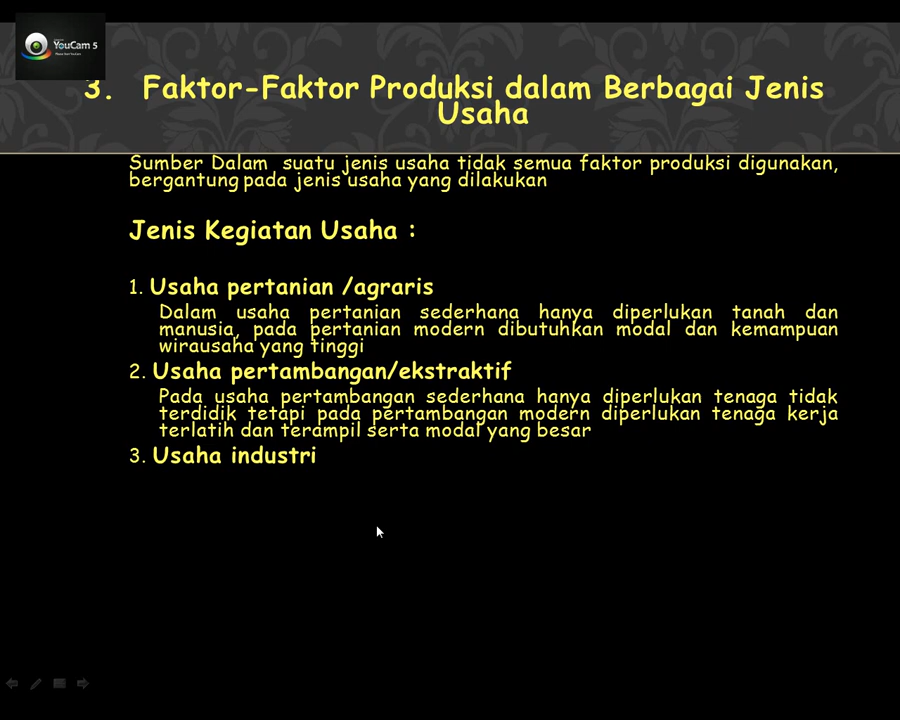 YouCam 5
3. Faktor-Faktor Produksi dalam Berbagai Jenis
Usaha
Sumber Dalam suatu jenis usaha tidak semua faktor produksi digunakan,
bergantung pada jenis usaha yang dilakukan
Jenis Kegiatan Usaha :
1. Usaha pertanian /agraris
Dalam usaha pertanian sederhana hanya diperlukan tanah dan
manusia, pada pertanian modern dibutuhkan modal dan kemampuan
wirausaha yang tinggi
2. Usaha pertambangan/ekstraktif
Pada usaha pertambangan sederhana hanya diperlukan tenaga tidak
terdidik tetapi pada pertambangan modern diperlukan tenaga kerja
terlatih dan terampil serta modal yang besar
3. Usaha industri